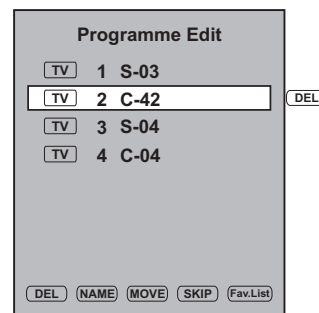 Programme Edit
TV 1 S-03
TV 2 C-42 DEL
TV 3 S-04
TV 4 C-04
DEL NAME MOVE SKIP Fav.List